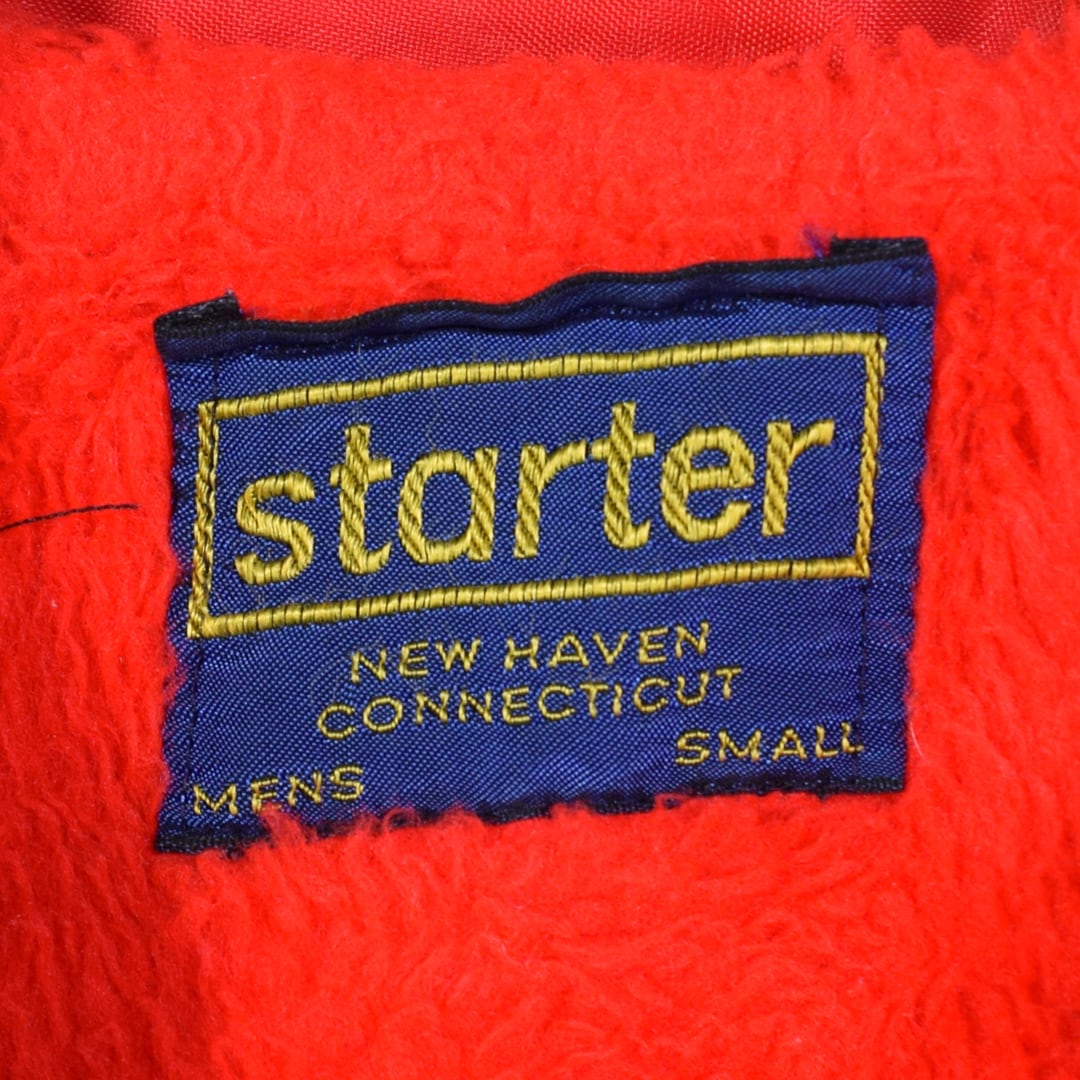 starter
NEW HAVEN
CONNECTICUT
SMALL
MENS